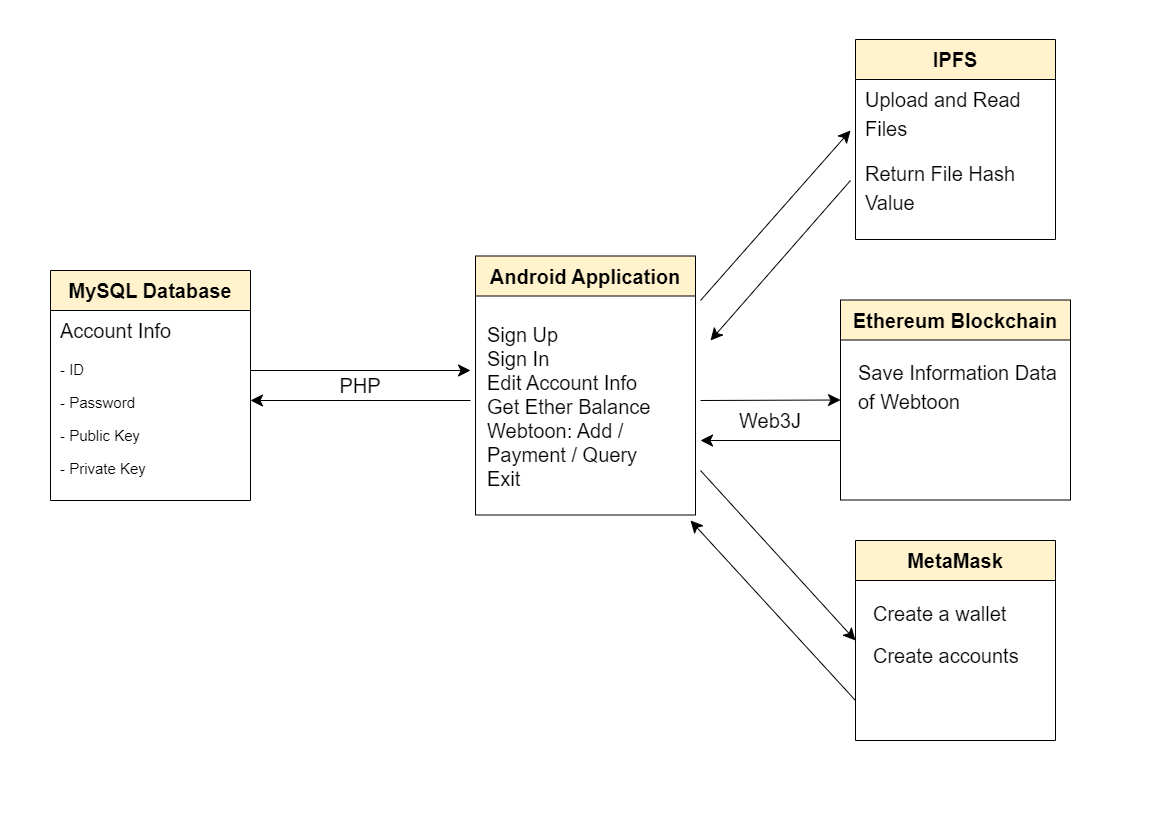 IPFS
Upload and Read
Files
Return File Hash
Value
MySQL Database
Account Info
- ID
- Password
- Public Key
- Private Key
PHP
Android Application
Sign Up
Sign In
Edit Account Info
Get Ether Balance
Webtoon: Add /
Payment / Query
Exit
Web3J
Ethereum Blockchain
Save Information Data
of Webtoon
MetaMask
Create a wallet
Create accounts